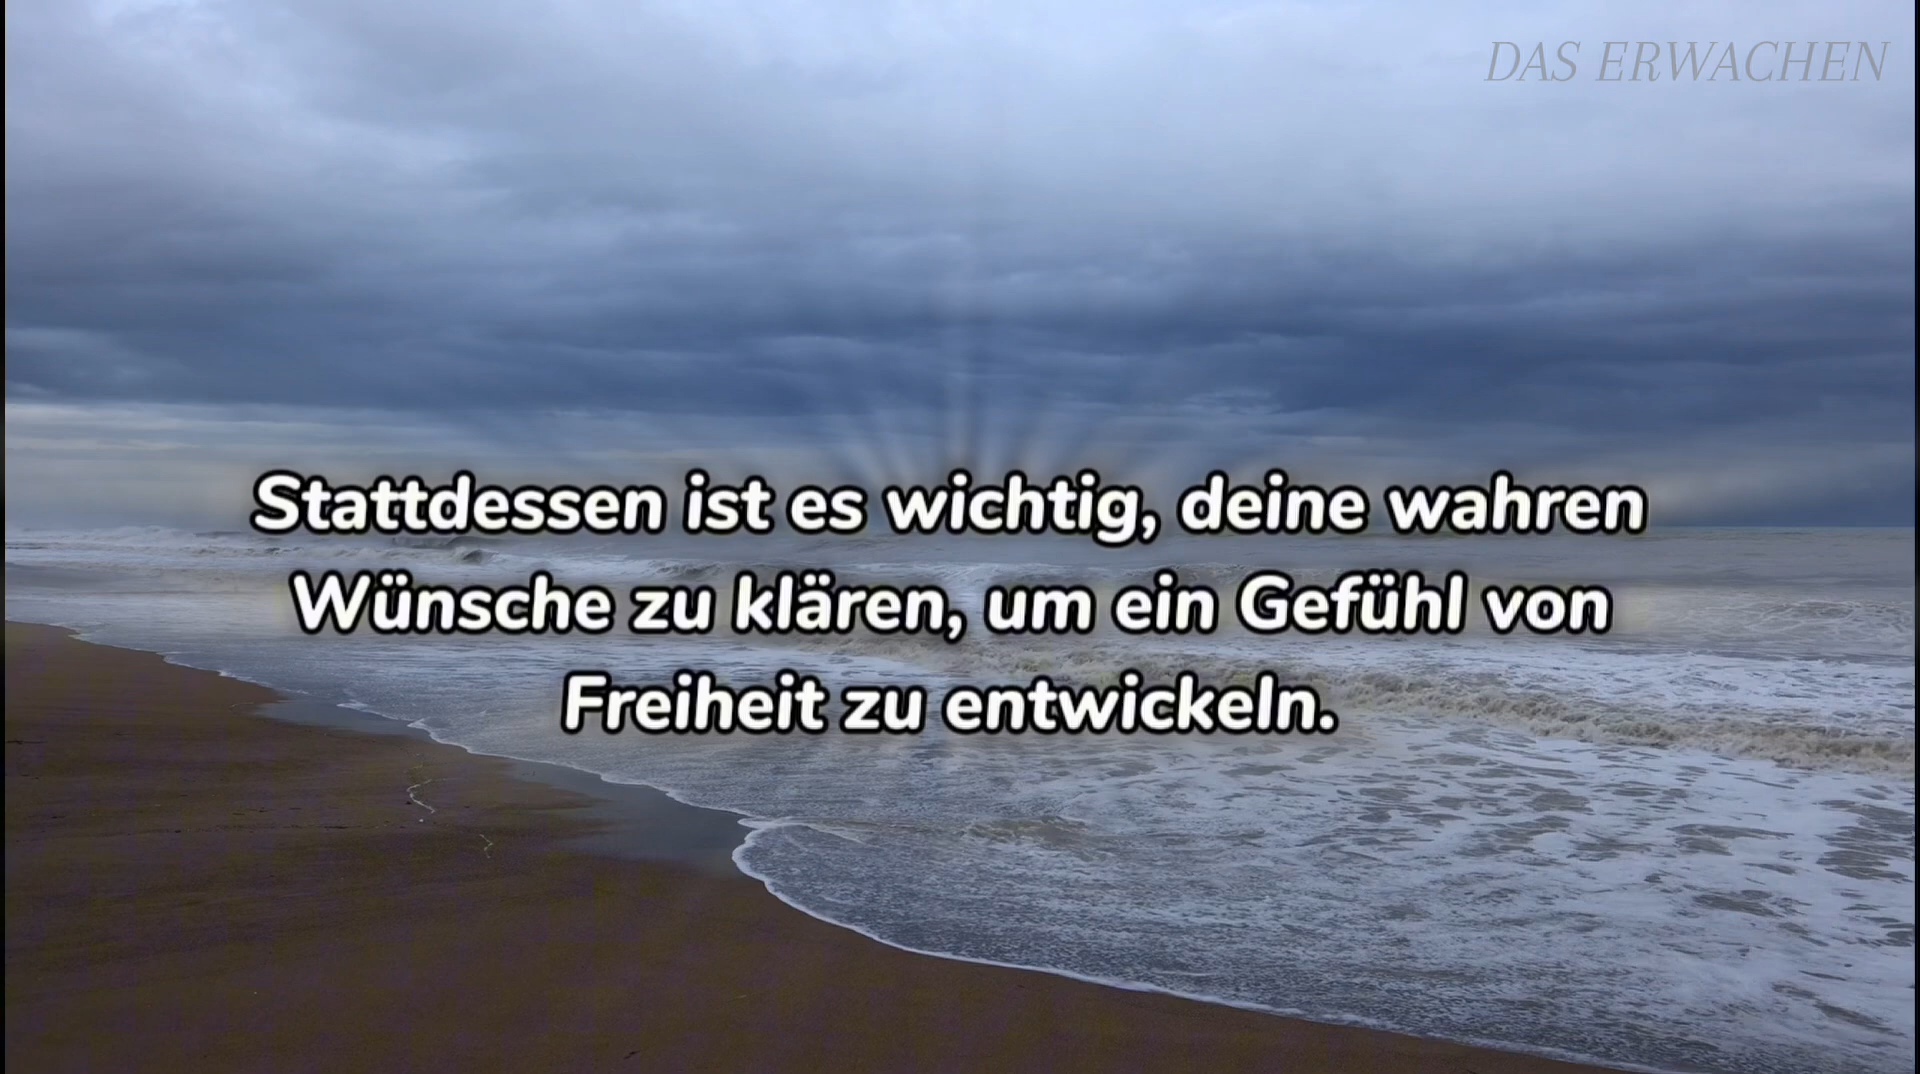 DAS ERWACHEN
Stattdessen ist es wichtig, deine wahren
Wünsche zu klären, um ein Gefühl von
Freiheit zu entwickeln.